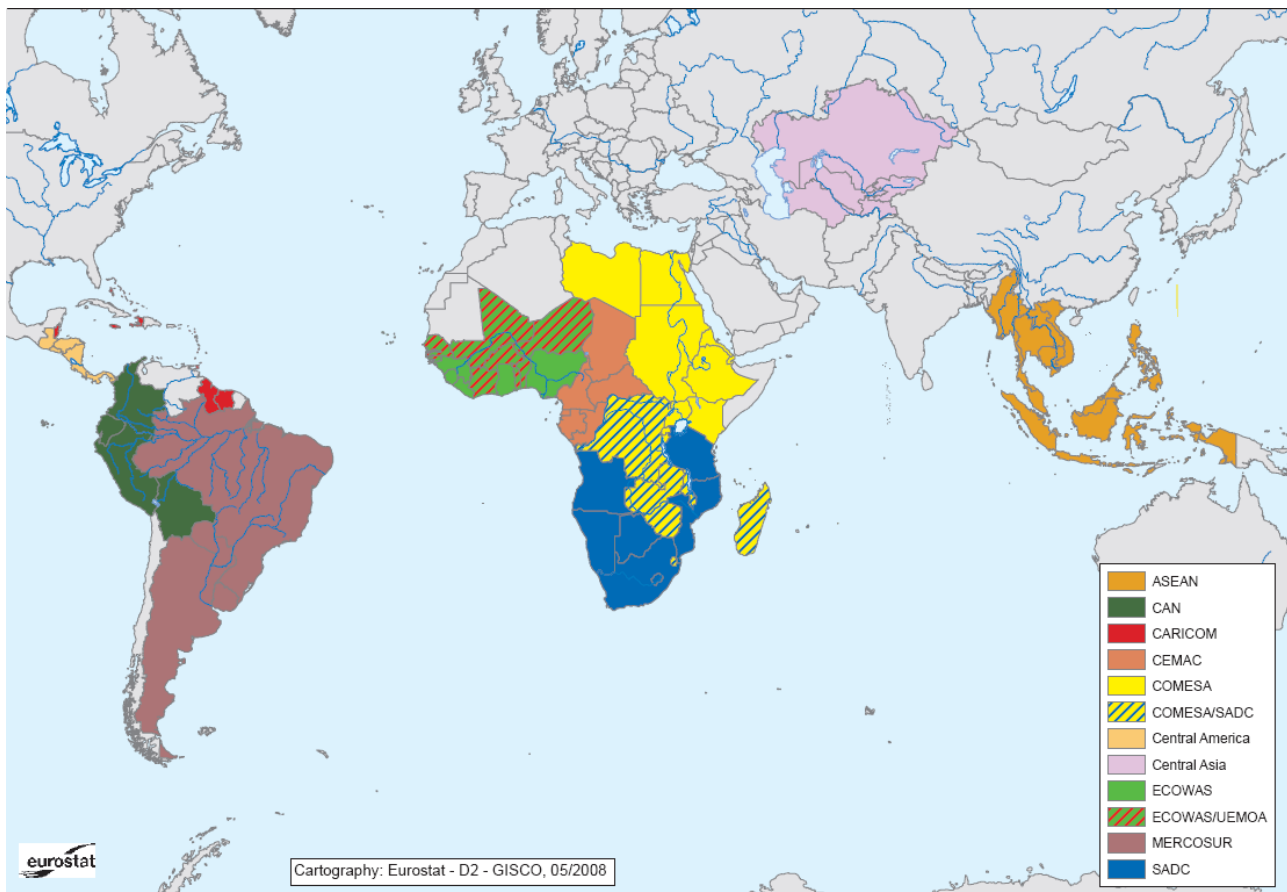 ASEAN
CAN
CARICOM
CEMAC
COMESA
COMESA/SADC
Central America
Central Asia
ECOWAS
ECOWAS/UEMOA
MERCOSUR
SADC
eurostat
Cartography: Eurostat - D2 - GISCO, 05/2008